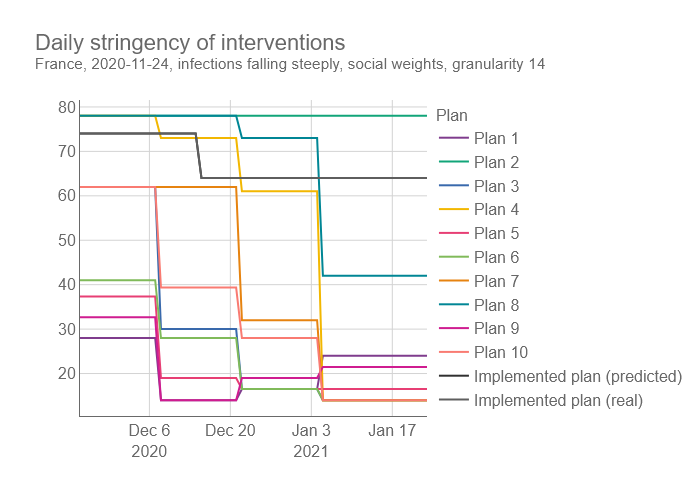 Daily stringency of interventions
France, 2020-11-24, infections falling steeply, social weights, granularity 14
80
70
60
50
40
30
20
Dec 6
2020
Dec 20
Jan 3
2021
Jan 17
Plan
Plan 1
Plan 2
Plan 3
Plan 4
Plan 5
Plan 6
Plan 7
Plan 8
Plan 9
Plan 10
Implemented plan (predicted)
Implemented plan (real)